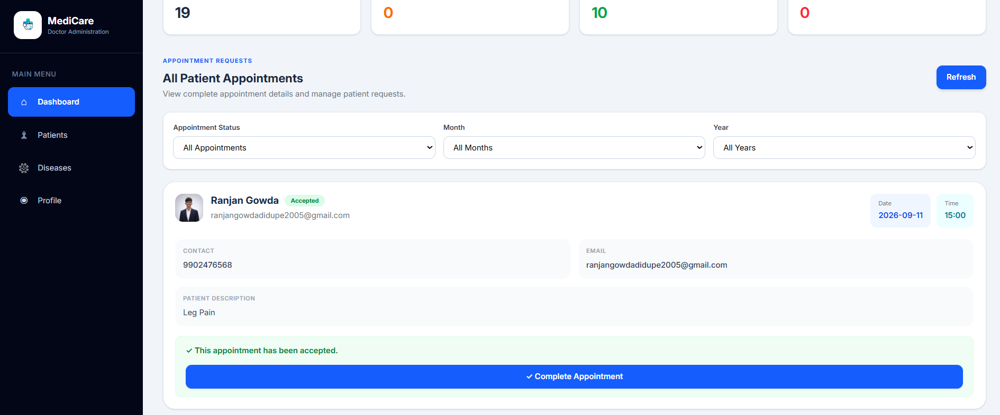 MediCare
Doctor Administration
MAIN MENU
Dashboard
Patients
Diseases
Profile
19
0
10
0
APPOINTMENT REQUESTS
All Patient Appointments
View complete appointment details and manage patient requests.
Refresh
Appointment Status
Month
Year
All Appointments
All Months
All Years
Ranjan Gowda
Accepted
ranjangowdadidupe2005@gmail.com
Date
2026-09-11
Time
15:00
CONTACT
9902476568
EMAIL
ranjangowdadidupe2005@gmail.com
PATIENT DESCRIPTION
Leg Pain
✓ This appointment has been accepted.
✓ Complete Appointment